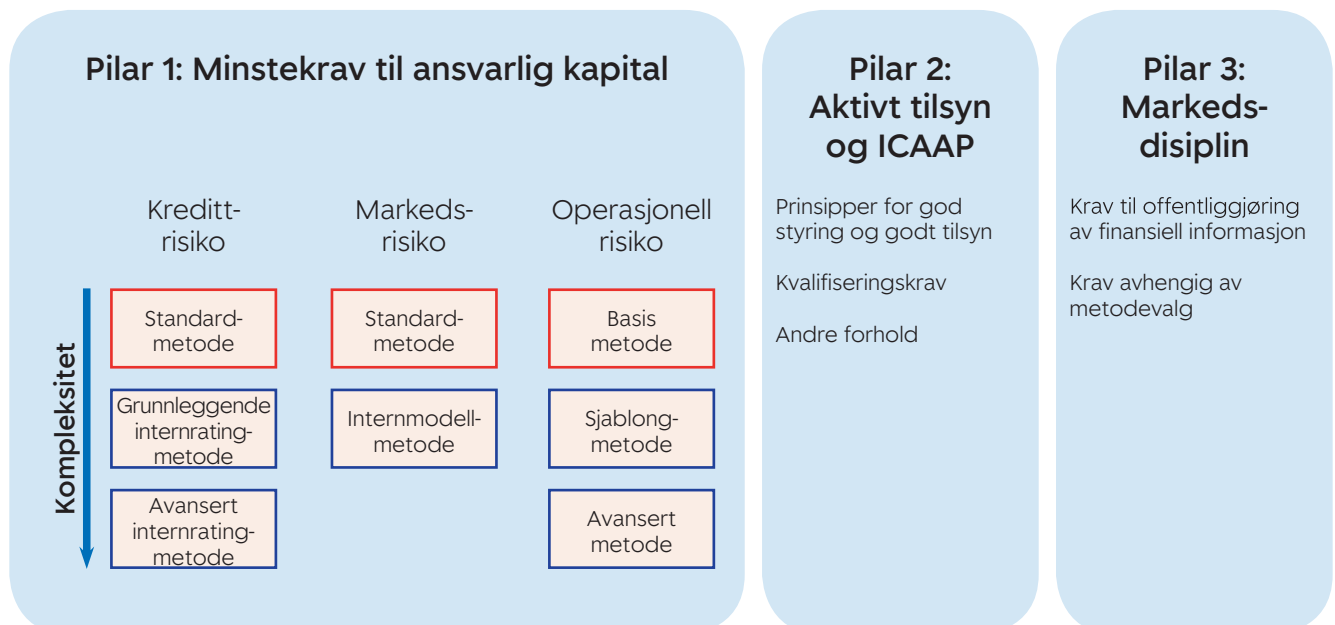 Pilar 1: Minstekrav til ansvarlig kapital
Kreditt-
risiko
Markeds-
risiko
Operasjonell
risiko
Kompleksitet
Standard-
metode
Standard-
metode
Basis
metode
Grunnleggende
internrating-
metode
Internmodell-
metode
Sjablong-
metode
Avansert
internrating-
metode
Avansert
metode
Pilar 2:
Aktivt tilsyn
og ICAAP
Prinsipper for god
styring og godt tilsyn
Kvalifiseringskrav
Andre forhold
Pilar 3:
Markeds-
disiplin
Krav til offentliggjøring
av finansiell informasjon
Krav avhengig av
metodevalg